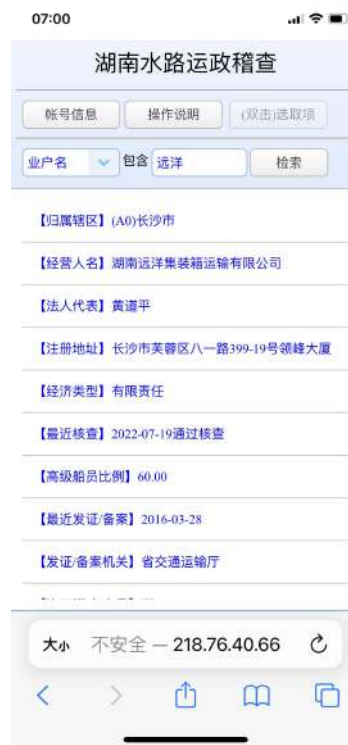 07:00
湖南水路运政稽查
帐号信息 操作说明 (双击)选取项
业户名 包含 远洋 检索
【归属辖区】(A0)长沙市
【经营人名】湖南远洋集装箱运输有限公司
【法人代表】黄道平
【注册地址】长沙市芙蓉区八一路399-19号领峰大厦
【经济类型】有限责任
【最近核查】2022-07-19通过核查
【高级船员比例】60.00
【最近发证/备案】2016-03-28
【发证/备案机关】省交通运输厅
大小 不安全 — 218.76.40.66